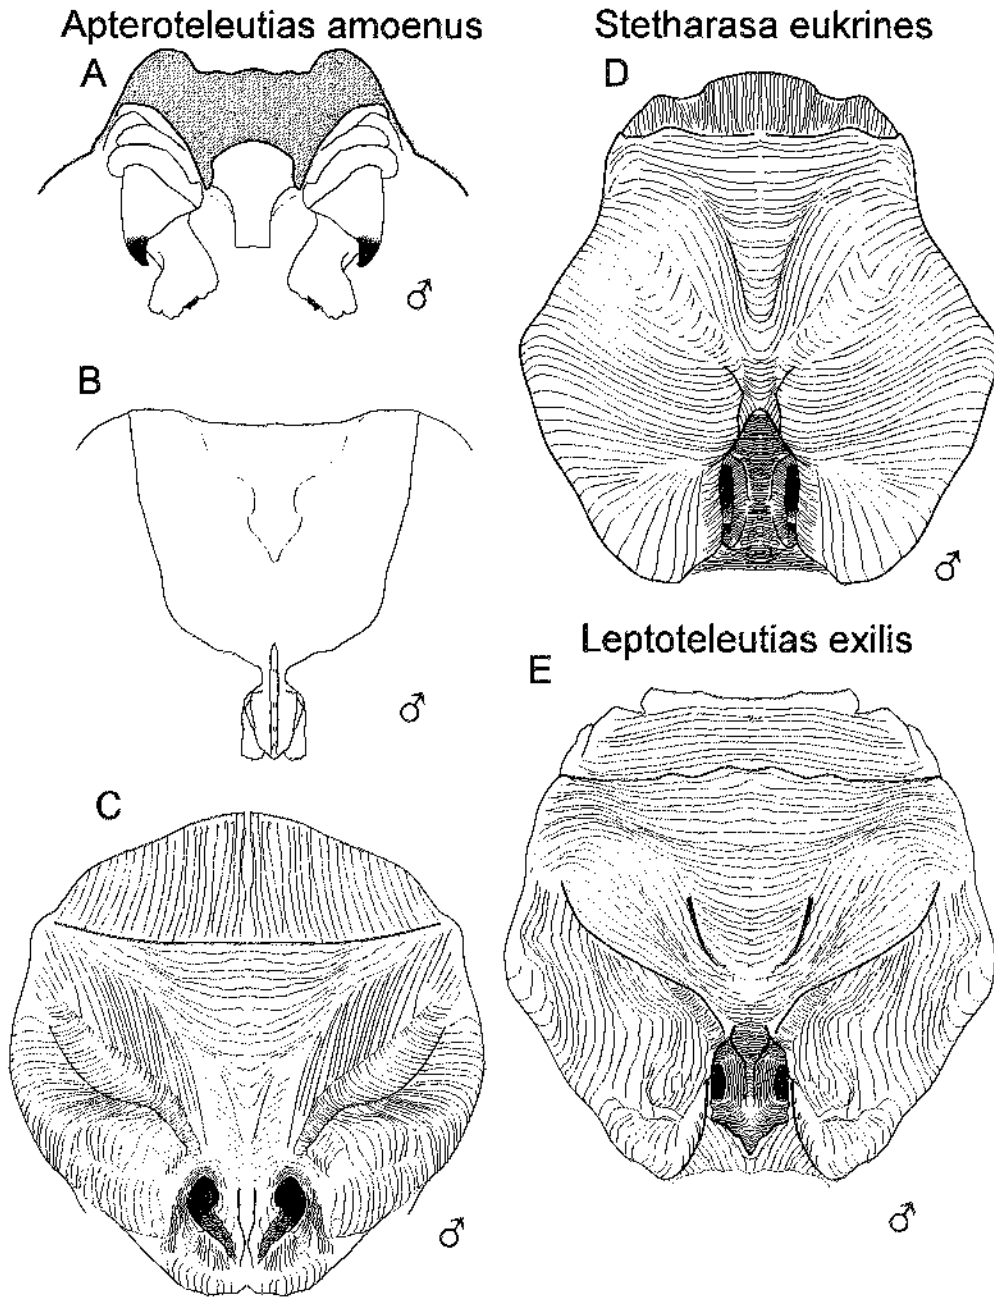 Apteroteleutias amoenus
A
♂
B
♂
C
♂
Stetharasa eukrines
D
♂
Leptoteleutias exilis
E
♂